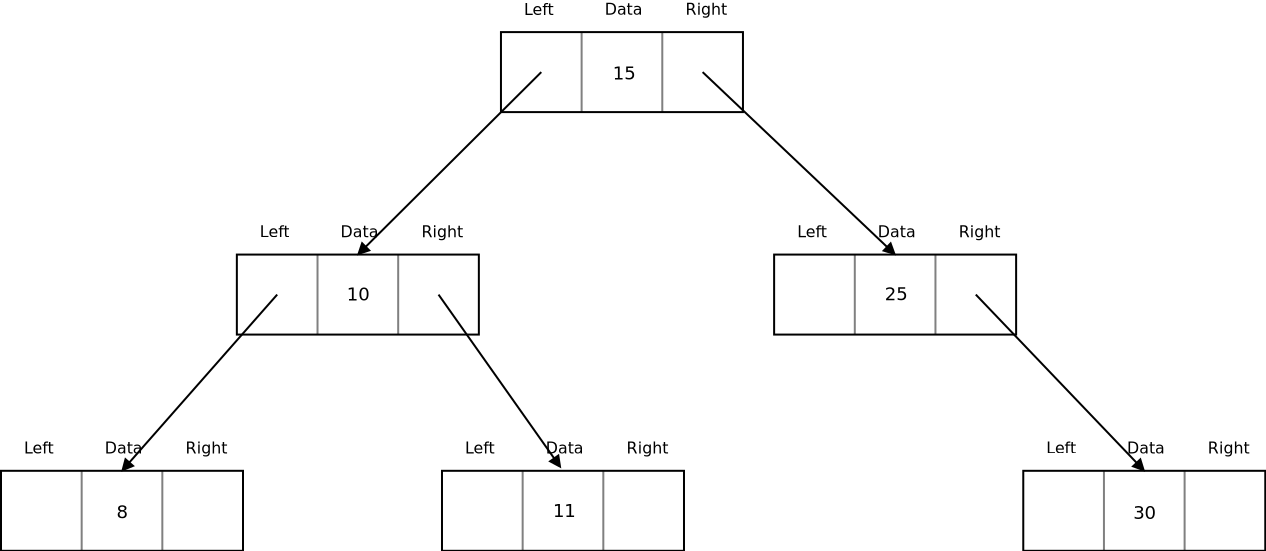 Left Data Right
15
Left Data Right Left Data Right
10 25
Left Data Right Left Data Right Left Data Right
8 11 30